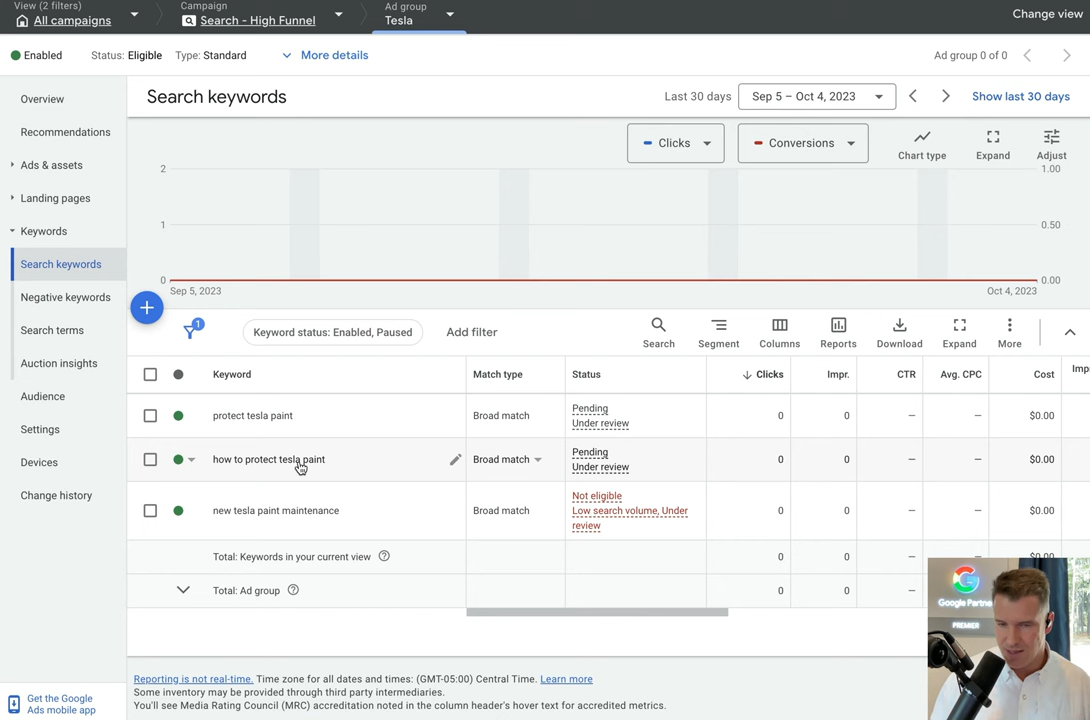 View (2 filters)
All campaigns
Campaign
Search - High Funnel
Ad group
Tesla
Change view
Enabled
Status: Eligible
Type: Standard
More details
Ad group 0 of 0
Overview
Recommendations
Ads & assets
Landing pages
Keywords
Search keywords
Negative keywords
Search terms
Auction insights
Audience
Settings
Devices
Change history
Get the Google
Ads mobile app
Search keywords
Last 30 days
Sep 5 – Oct 4, 2023
Show last 30 days
Clicks
Conversions
Chart type
Expand
Adjust
2
1
0
1.00
0.50
0.00
Sep 5, 2023
Oct 4, 2023
1
Keyword status: Enabled, Paused
Add filter
Search
Segment
Columns
Reports
Download
Expand
More
Keyword Match type Status Clicks Impr. CTR Avg. CPC Cost
protect tesla paint Broad match Pending 0 0 – – $0.00
Under review
how to protect tesla paint Broad match Pending 0 0 – – $0.00
Under review
new tesla paint maintenance Broad match Not eligible 0 0 – – $0.00
Low search volume, Under
review
Total: Keywords in your current view 0 0 – – $0.00
Total: Ad group 0 0 –
Google Partner
PREMIER
Reporting is not real-time. Time zone for all dates and times: (GMT-05:00) Central Time. Learn more
Some inventory may be provided through third party intermediaries.
You'll see Media Rating Council (MRC) accreditation noted in the column header's hover text for accredited metrics.